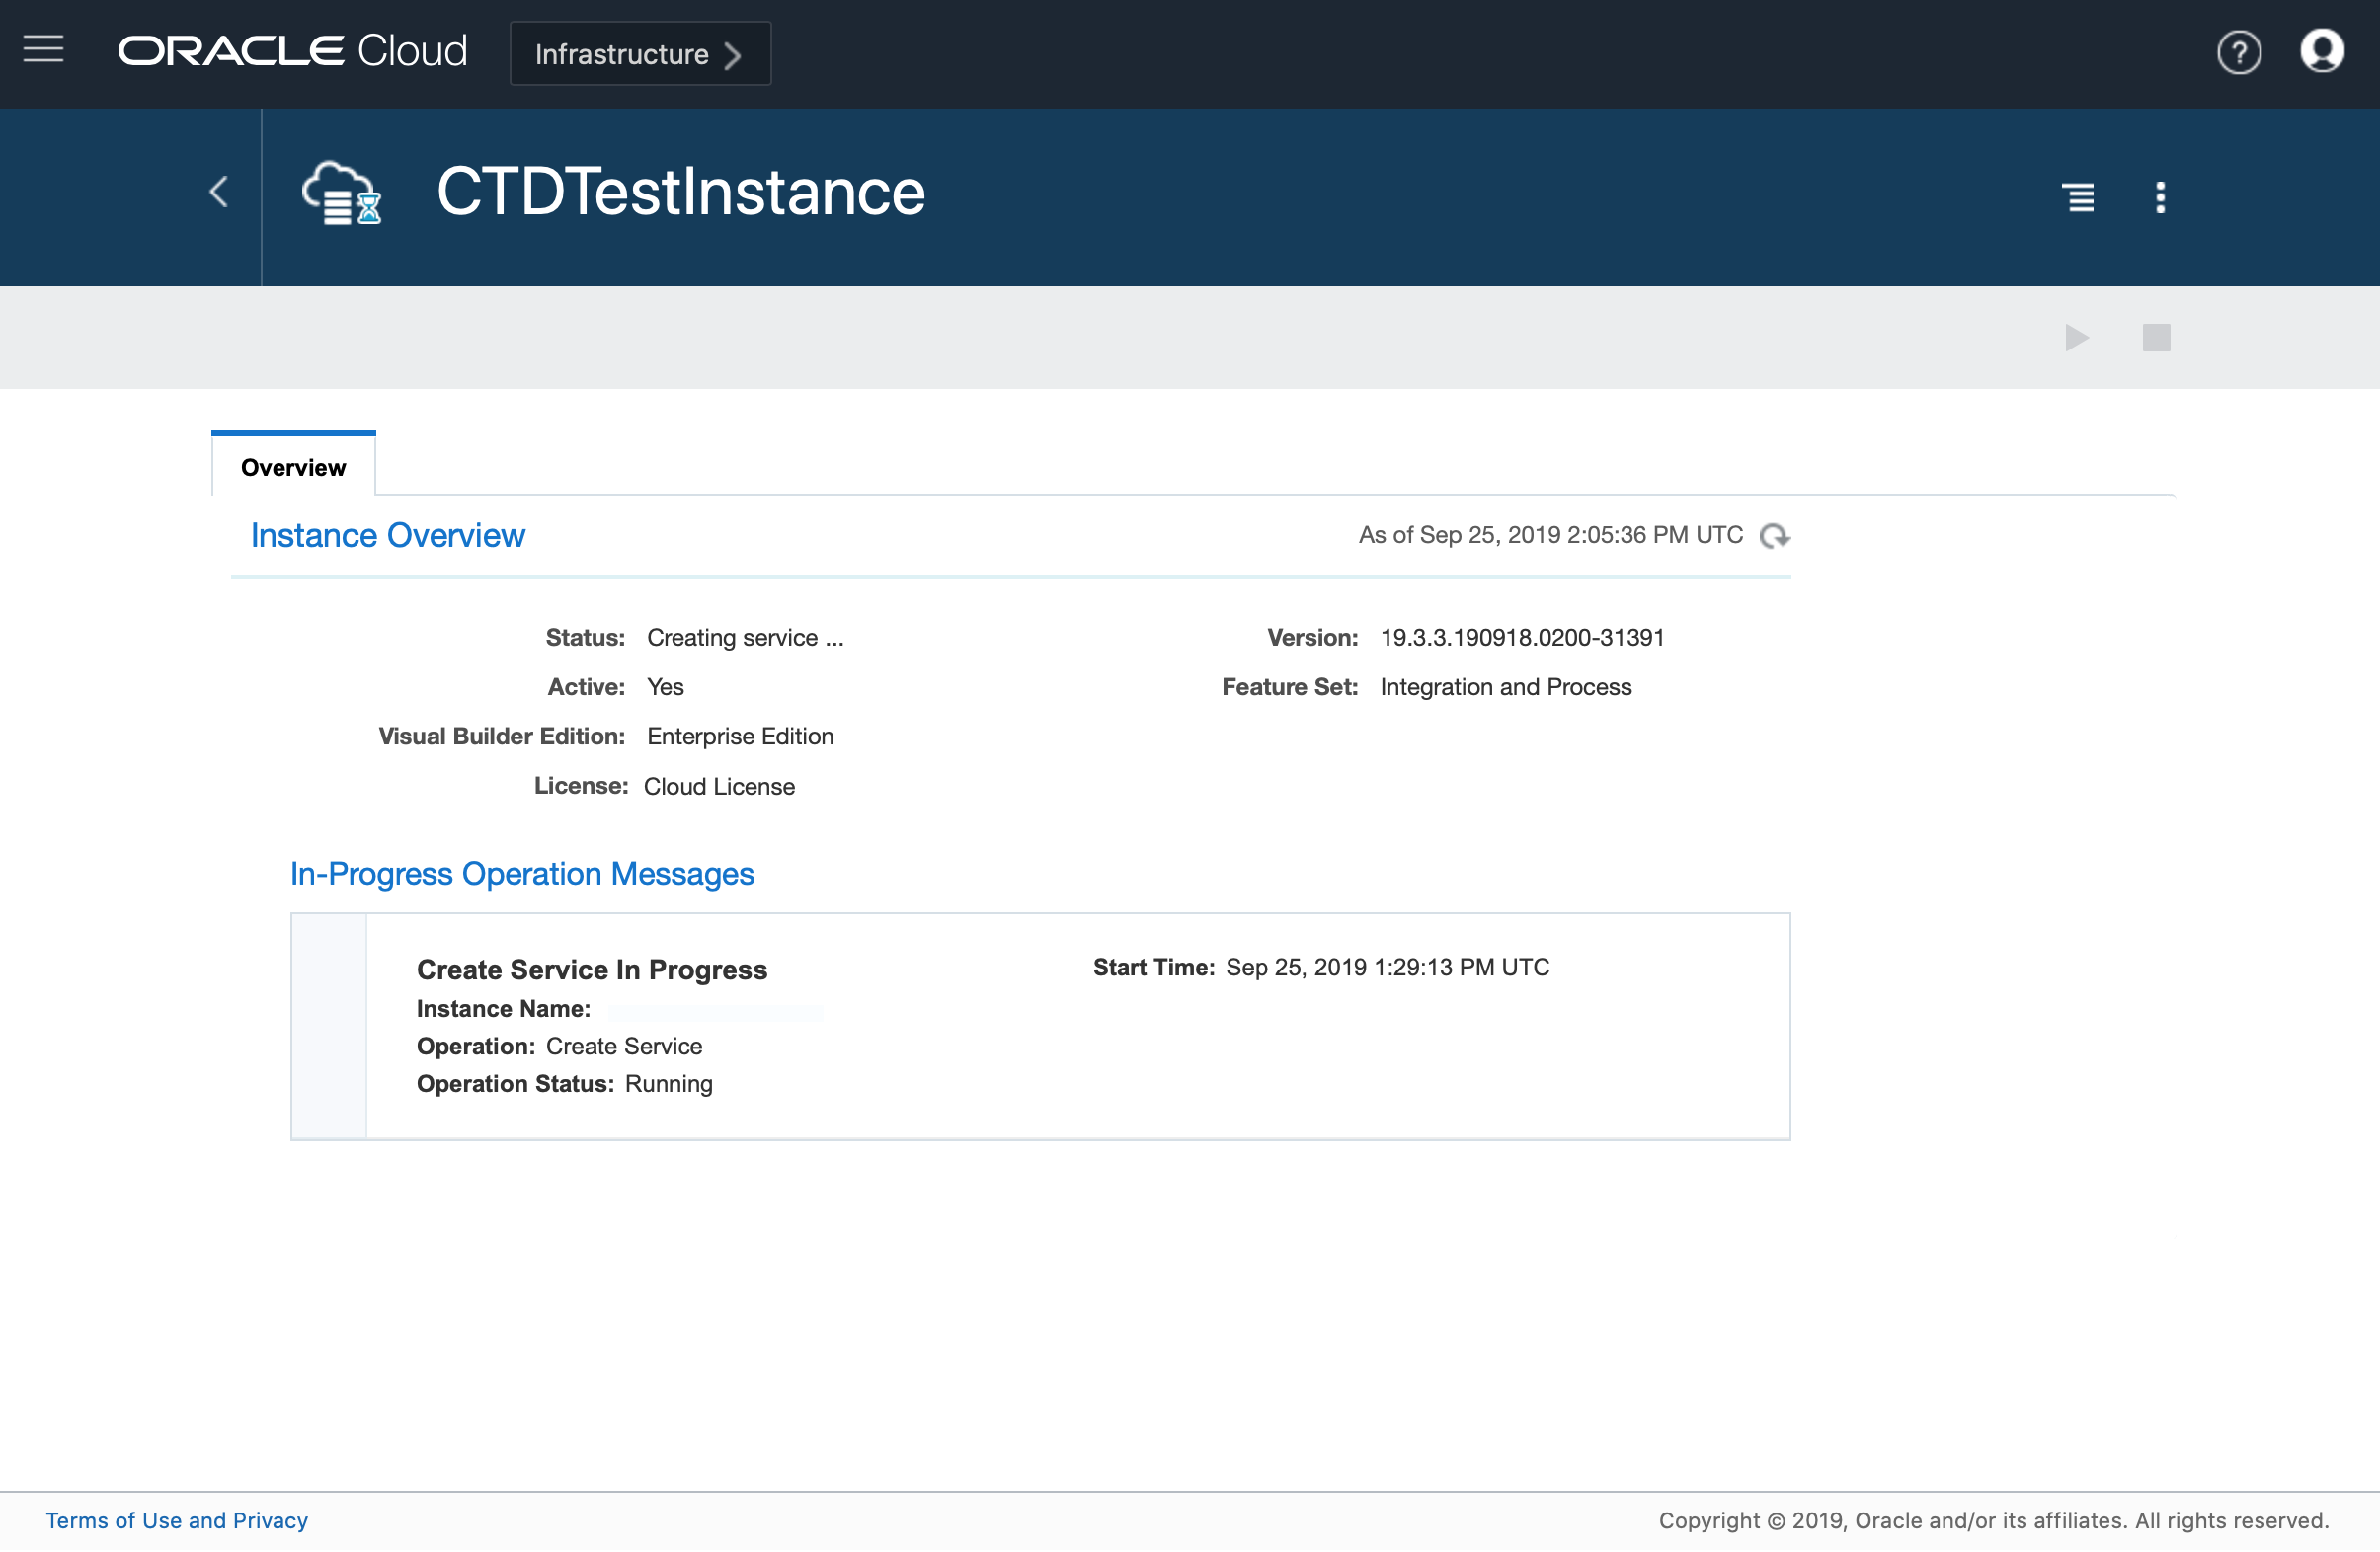 ORACLE Cloud Infrastructure
?
CTDTestInstance
Overview
Instance Overview As of Sep 25, 2019 2:05:36 PM UTC
Status: Creating service ... Version: 19.3.3.190918.0200-31391
Active: Yes Feature Set: Integration and Process
Visual Builder Edition: Enterprise Edition
License: Cloud License
In-Progress Operation Messages
Create Service In Progress Start Time: Sep 25, 2019 1:29:13 PM UTC
Instance Name:
Operation: Create Service
Operation Status: Running
Terms of Use and Privacy Copyright © 2019, Oracle and/or its affiliates. All rights reserved.